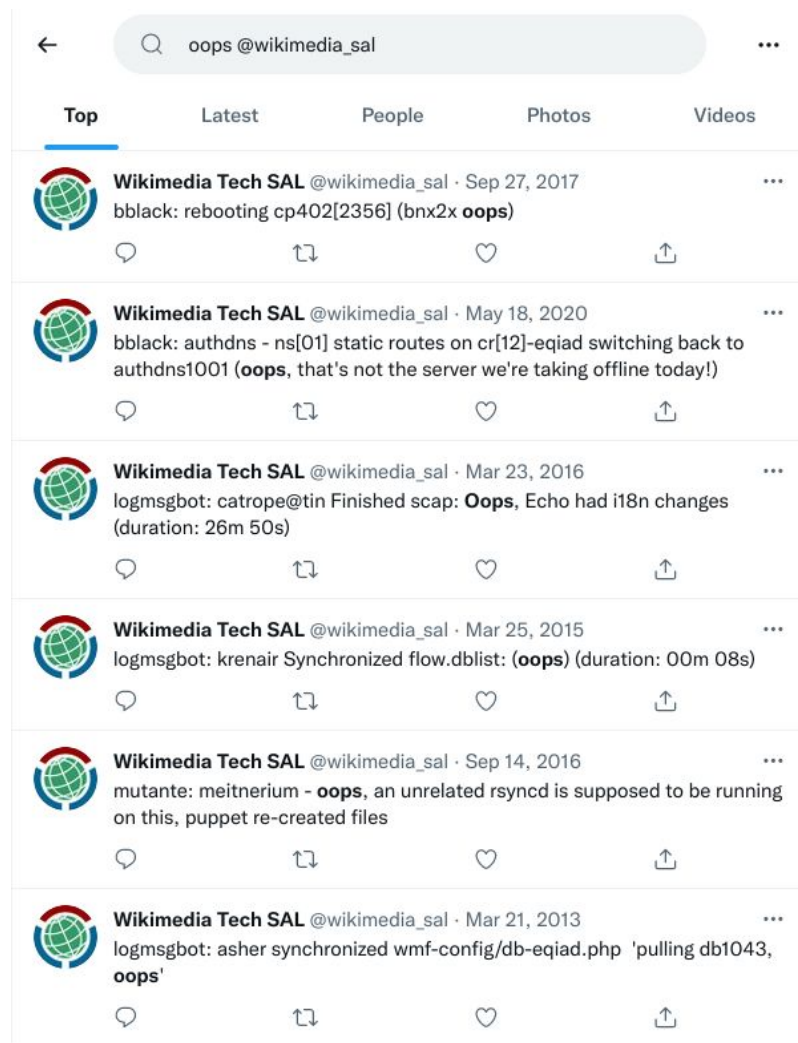 oops @wikimedia_sal
Top Latest People Photos Videos
Wikimedia Tech SAL @wikimedia_sal · Sep 27, 2017
bblack: rebooting cp402[2356] (bnx2x oops)
Wikimedia Tech SAL @wikimedia_sal · May 18, 2020
bblack: authdns - ns[01] static routes on cr[12]-eqiad switching back to
authdns1001 (oops, that's not the server we're taking offline today!)
Wikimedia Tech SAL @wikimedia_sal · Mar 23, 2016
logmsgbot: catrope@tin Finished scap: Oops, Echo had i18n changes
(duration: 26m 50s)
Wikimedia Tech SAL @wikimedia_sal · Mar 25, 2015
logmsgbot: krenair Synchronized flow.dblist: (oops) (duration: 00m 08s)
Wikimedia Tech SAL @wikimedia_sal · Sep 14, 2016
mutante: meitnerium - oops, an unrelated rsyncd is supposed to be running
on this, puppet re-created files
Wikimedia Tech SAL @wikimedia_sal · Mar 21, 2013
logmsgbot: asher synchronized wmf-config/db-eqiad.php 'pulling db1043,
oops'